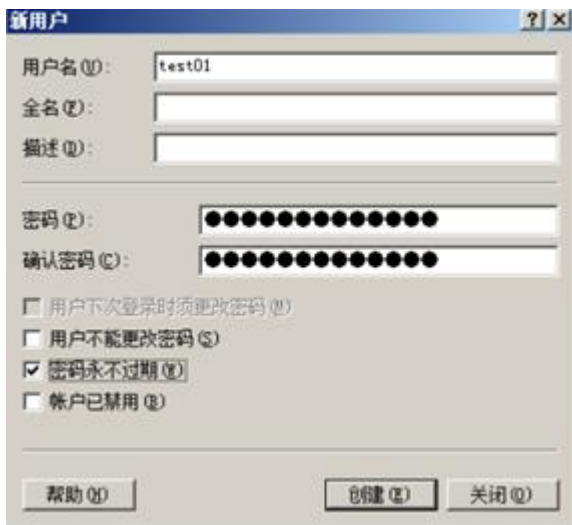 新用户
用户名(U): test01
全名(F):
描述(D):
密码(P): ●●●●●●●●●●●●●
确认密码(C): ●●●●●●●●●●●●●
用户下次登录时须更改密码(M)
用户不能更改密码(S)
密码永不过期(W)
帐户已禁用(B)
帮助(H) 创建(E) 关闭(O)